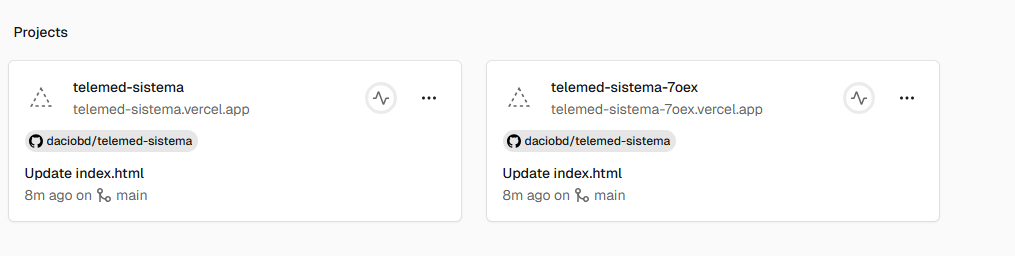 Projects
telemed-sistema
telemed-sistema.vercel.app
daciobd/telemed-sistema
Update index.html
8m ago on main
telemed-sistema-7oex
telemed-sistema-7oex.vercel.app
daciobd/telemed-sistema
Update index.html
8m ago on main